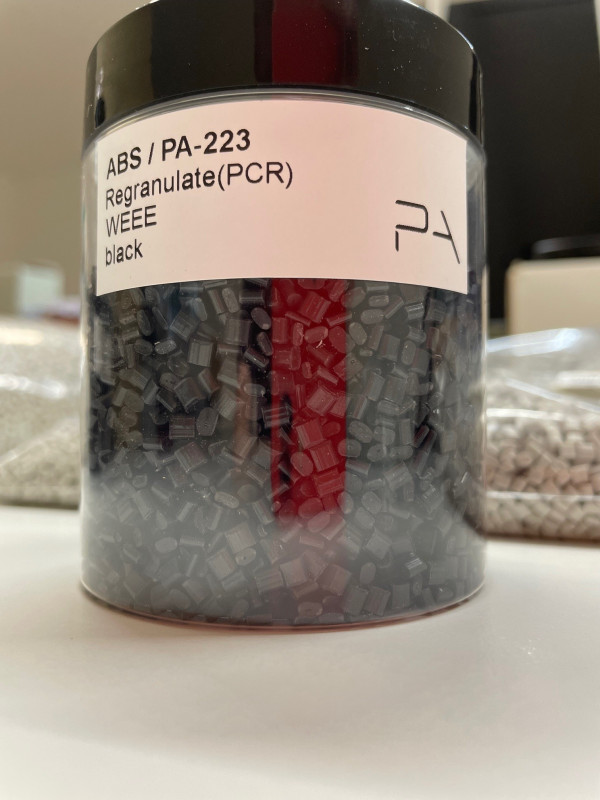 ABS / PA-223
Regranulate(PCR)
WEEE
black
PA